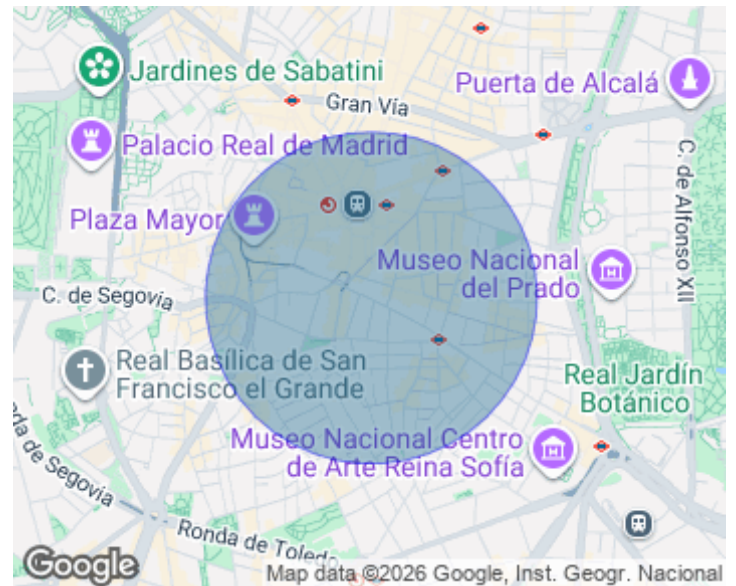 Jardines de Sabatini
Puerta de Alcalá
Gran Vía
Palacio Real de Madrid
C. de Alfonso XII
Plaza Mayor
Museo Nacional
del Prado
C. de Segovia
Real Basílica de San
Francisco el Grande
Real Jardín
Botánico
Museo Nacional Centro
de Arte Reina Sofía
Ronda de Segovia
Ronda de Toledo
Google
Map data ©2026 Google, Inst. Geogr. Nacional